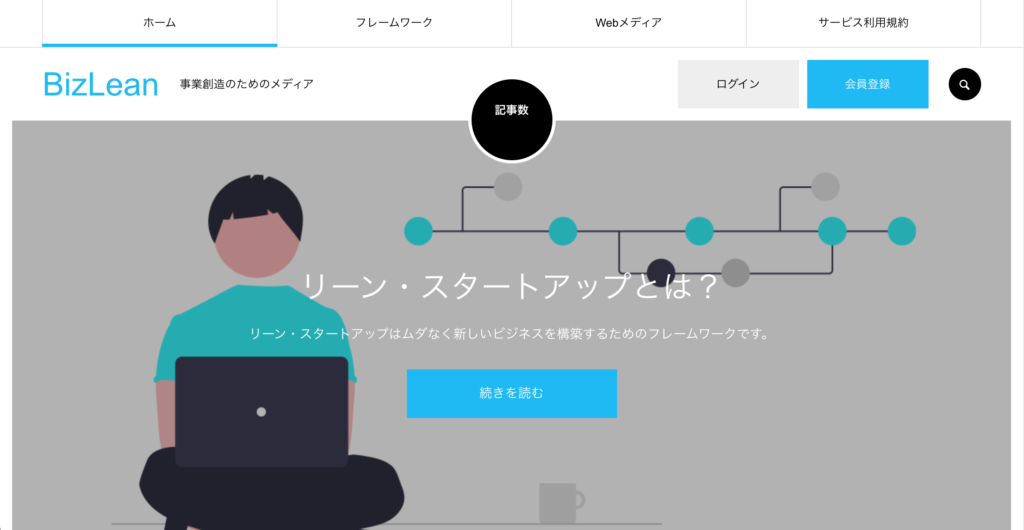 ホーム
フレームワーク
Webメディア
サービス利用規約
BizLean
事業創造のためのメディア
ログイン
会員登録
記事数
リーン・スタートアップとは？
リーン・スタートアップはムダなく新しいビジネスを構築するためのフレームワークです。
続きを読む